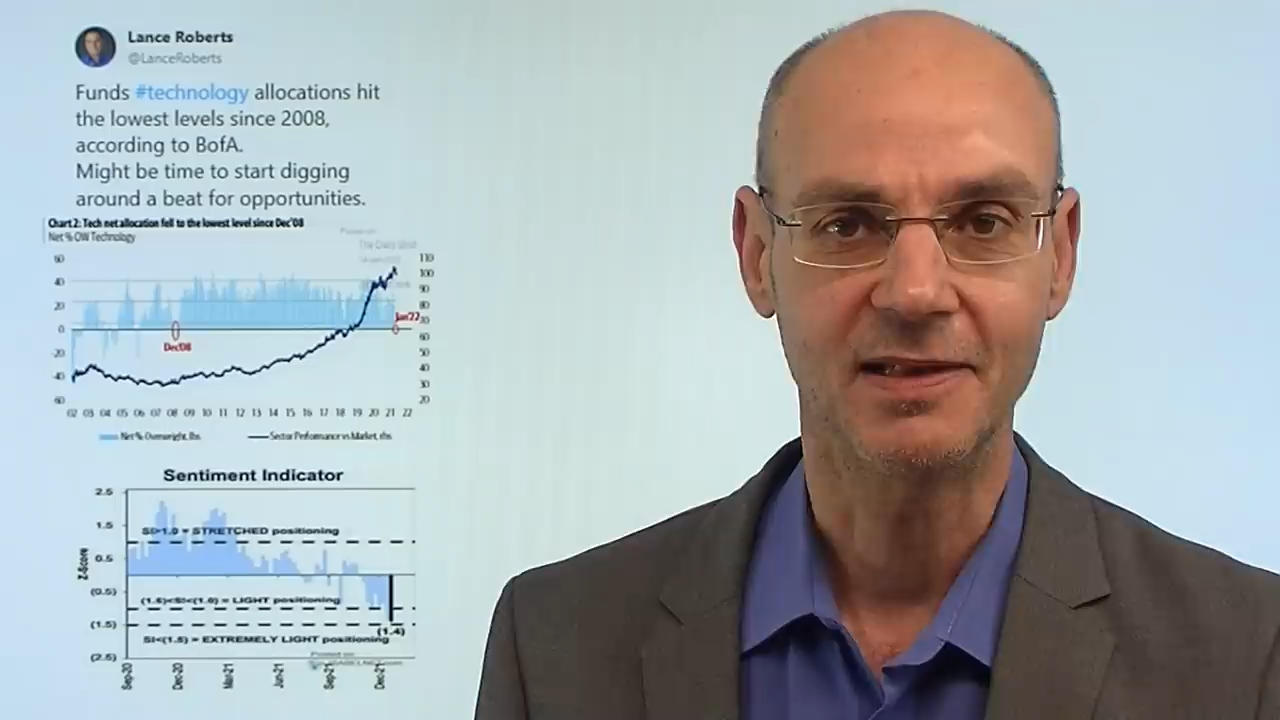 Lance Roberts
@LanceRoberts
Funds #technology allocations hit
the lowest levels since 2008,
according to BofA.
Might be time to start digging
around a beat for opportunities.
Chart 2: Tech net allocation fell to the lowest level since Dec'08
Net % OW Technology
The Daily Shot
60
40
20
0
-20
-40
60
110
100
90
80
70
60
50
40
30
20
Dec'08
Jan'22
02 03 04 05 06 07 08 09 10 11 12 13 14 15 16 17 18 19 20 21 22
Net % Overweight, lhs
Sector Performance vs Market, rhs
Sentiment Indicator
Z-Score
2.5
1.5
0.5
(0.5)
(1.5)
(2.5)
SI>1.0 = STRETCHED positioning
(1.5)<SI<(1.0) = LIGHT positioning
(1.4)
SI<(1.5) = EXTREMELY LIGHT positioning
Posted on
Sep-20
Dec-20
Mar-21
Jun-21
Sep-21
Dec-21